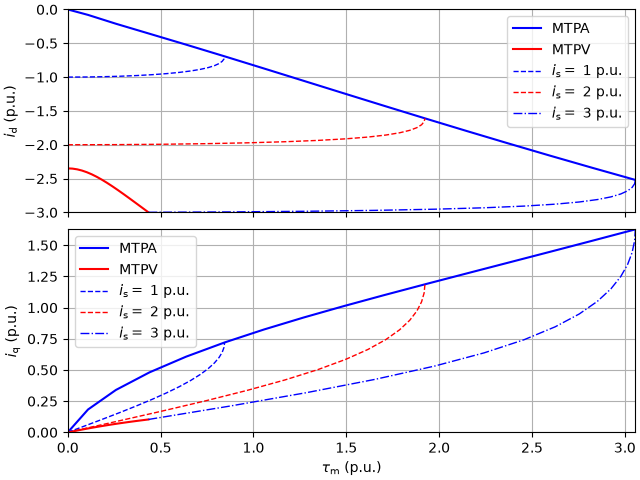 0.0
−0.5
−1.0
−1.5
−2.0
−2.5
−3.0
i_d (p.u.)
MTPA
MTPV
i_s = 1 p.u.
i_s = 2 p.u.
i_s = 3 p.u.
1.50
1.25
1.00
0.75
0.50
0.25
0.00
i_q (p.u.)
MTPA
MTPV
i_s = 1 p.u.
i_s = 2 p.u.
i_s = 3 p.u.
0.0 0.5 1.0 1.5 2.0 2.5 3.0
τ_m (p.u.)